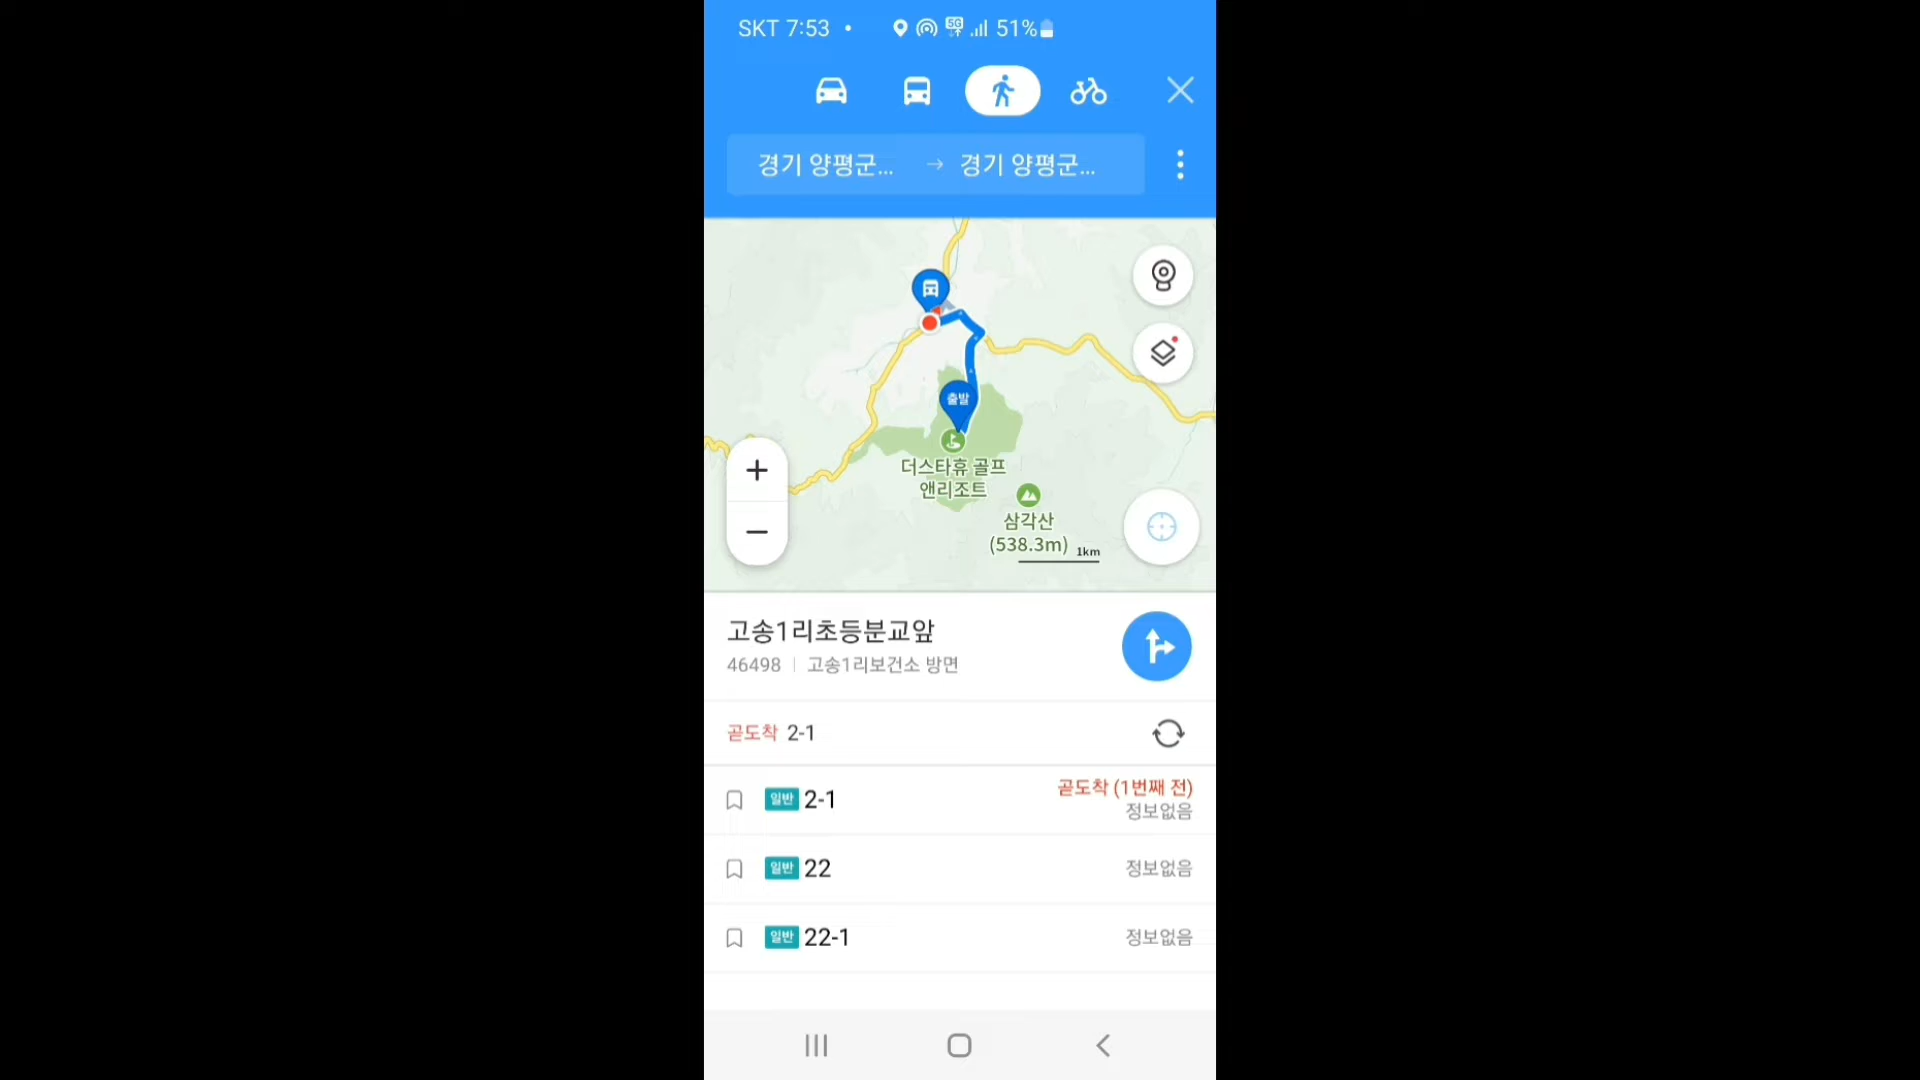 SKT 7:53 • 5G 51%
경기 양평군... → 경기 양평군...
출발
더스타휴 골프
앤리조트
삼각산
(538.3m)
1km
고송1리초등분교앞
46498 | 고송1리보건소 방면
곧도착 2-1
일반 2-1 곧도착 (1번째 전)
정보없음
일반 22 정보없음
일반 22-1 정보없음